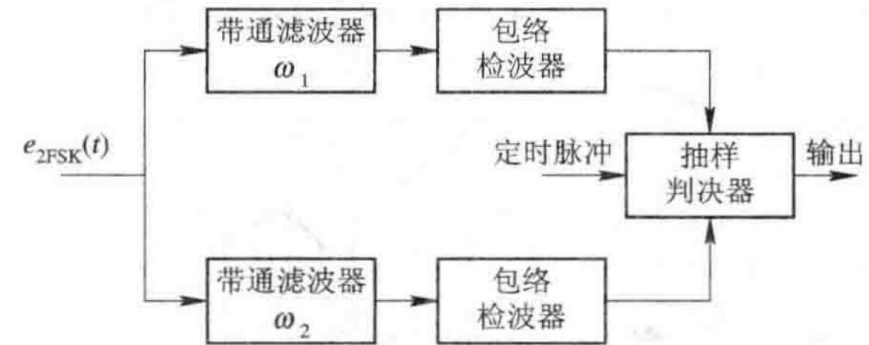 带通滤波器
ω₁
包络
检波器
e₂FSK(t)
定时脉冲
抽样
判决器
输出
带通滤波器
ω₂
包络
检波器